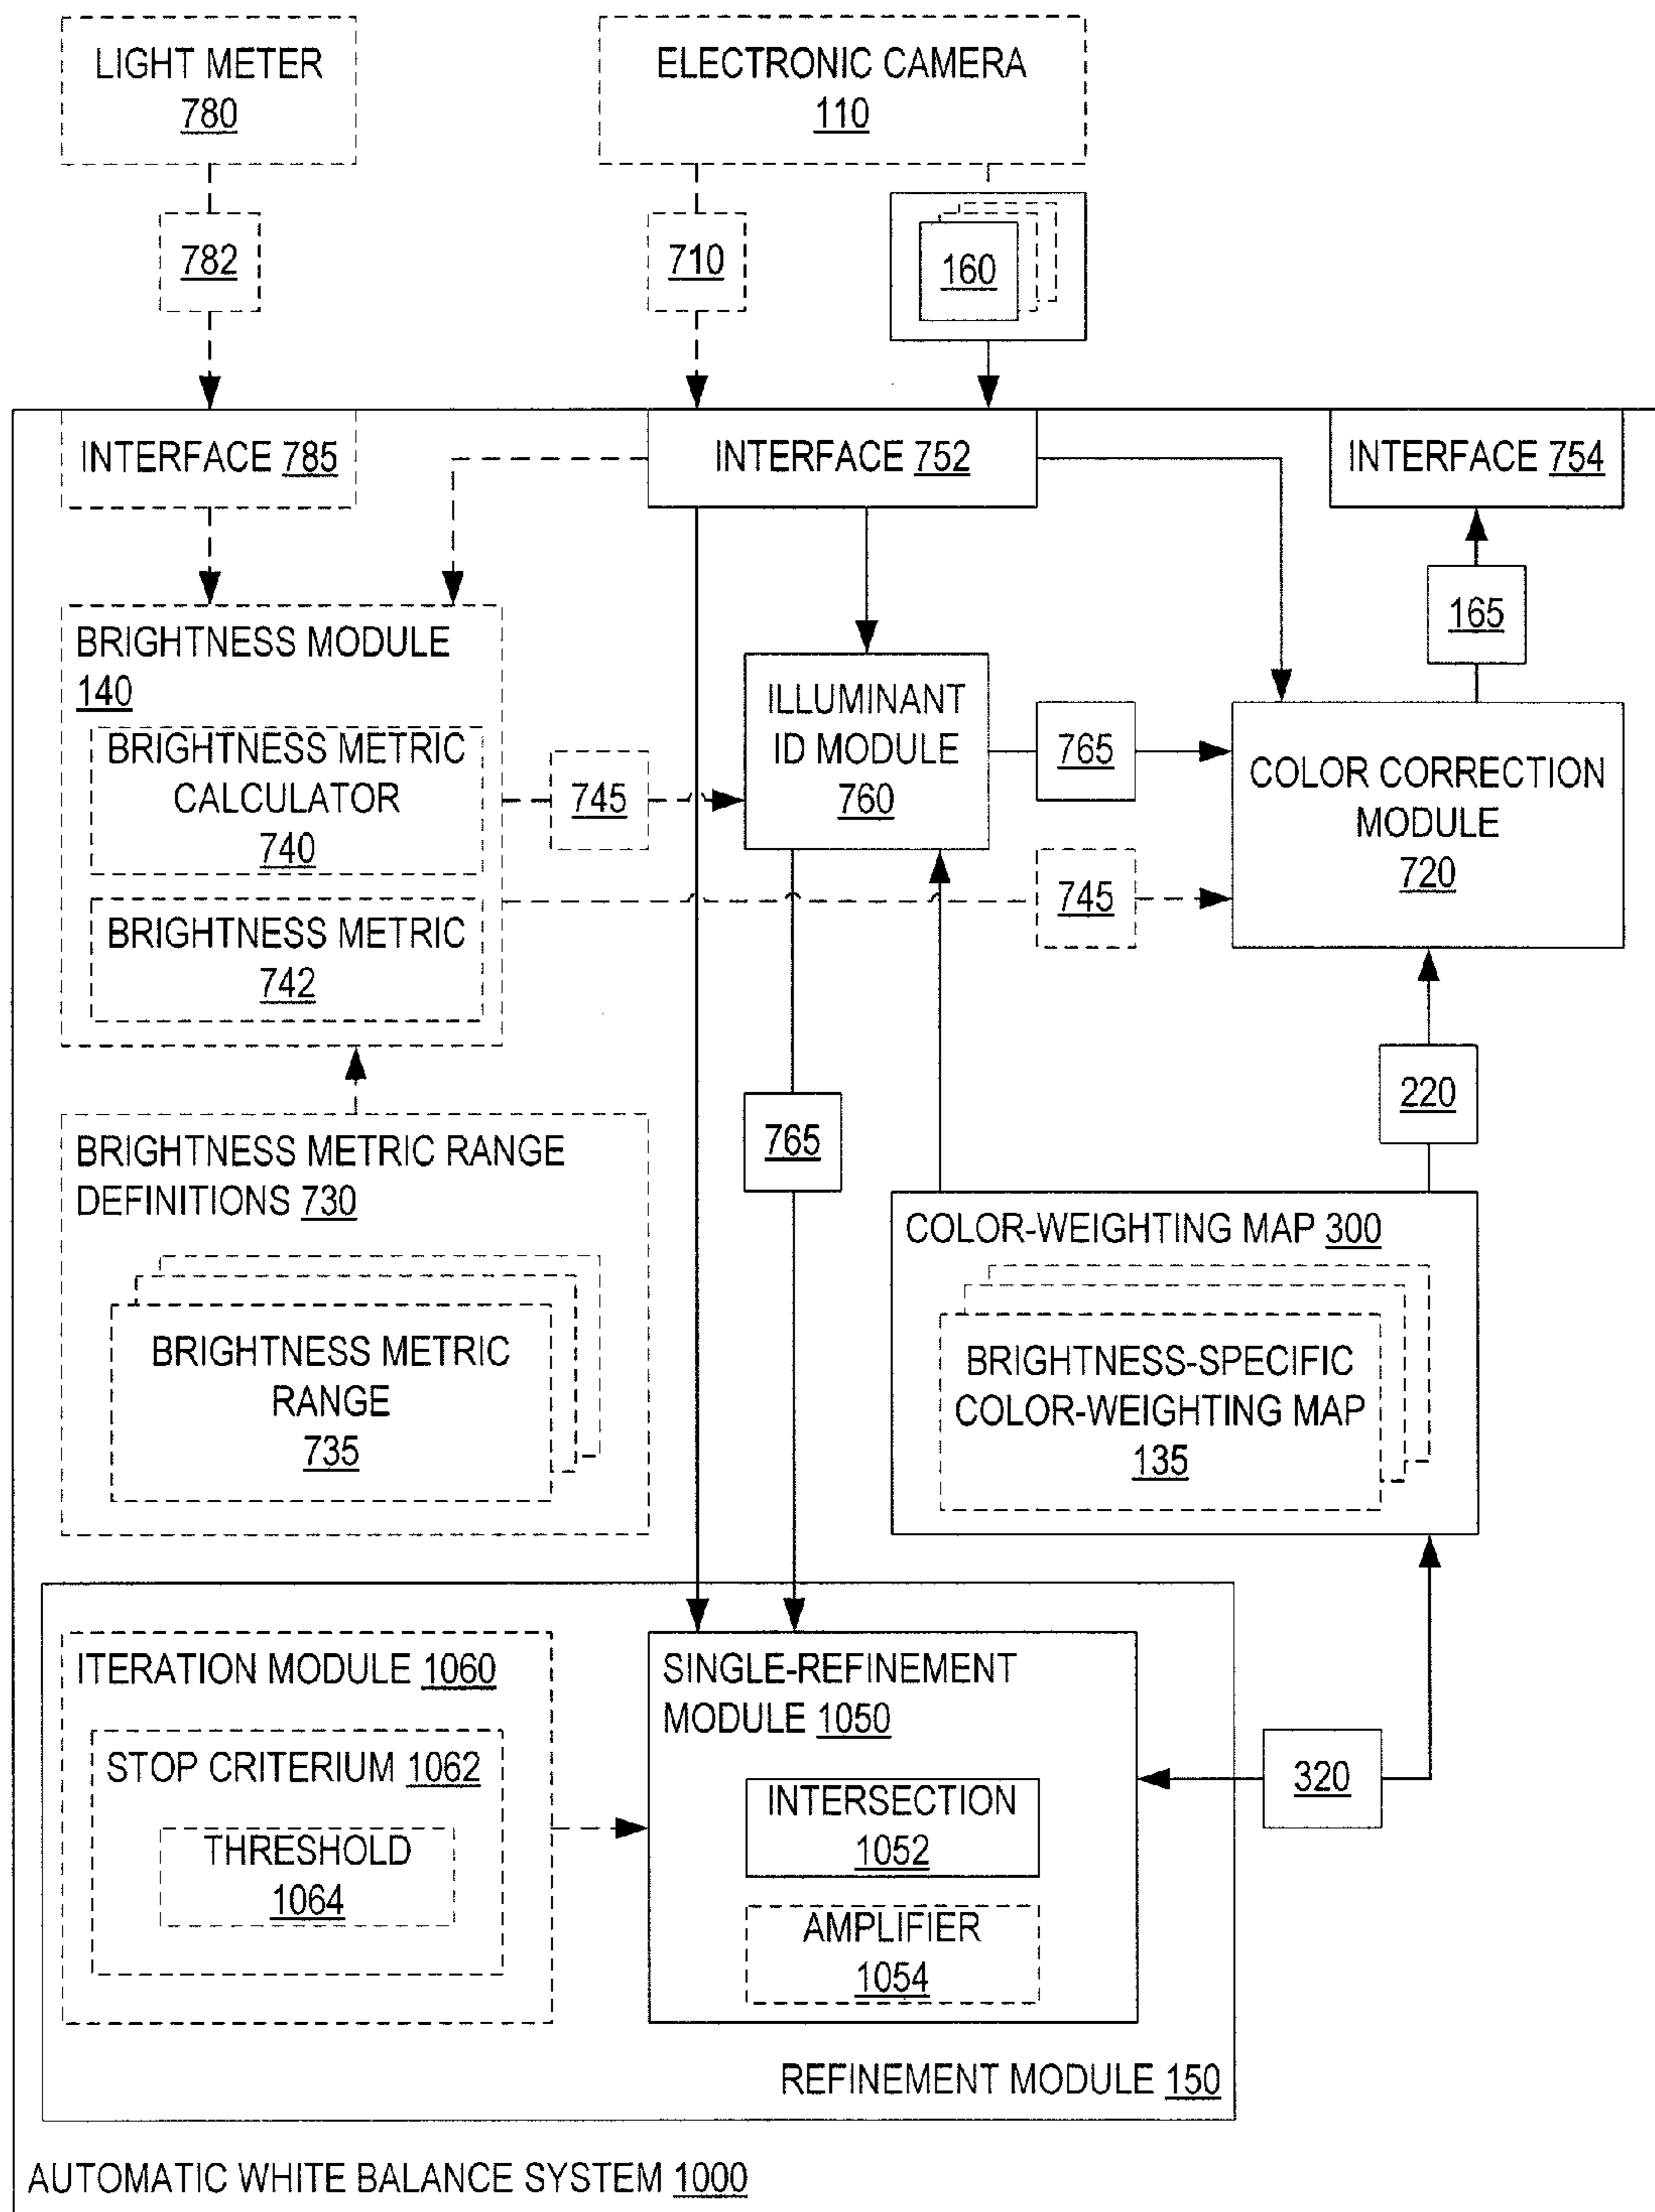 LIGHT METER
780
ELECTRONIC CAMERA
110
782
710
160
INTERFACE 785
INTERFACE 752
INTERFACE 754
165
BRIGHTNESS MODULE
140
BRIGHTNESS METRIC
CALCULATOR
740
BRIGHTNESS METRIC
742
745
ILLUMINANT
ID MODULE
760
765
745
COLOR CORRECTION
MODULE
720
220
765
BRIGHTNESS METRIC RANGE
DEFINITIONS 730
BRIGHTNESS METRIC
RANGE
735
COLOR-WEIGHTING MAP 300
BRIGHTNESS-SPECIFIC
COLOR-WEIGHTING MAP
135
ITERATION MODULE 1060
STOP CRITERIUM 1062
THRESHOLD
1064
SINGLE-REFINEMENT
MODULE 1050
INTERSECTION
1052
AMPLIFIER
1054
320
REFINEMENT MODULE 150
AUTOMATIC WHITE BALANCE SYSTEM 1000